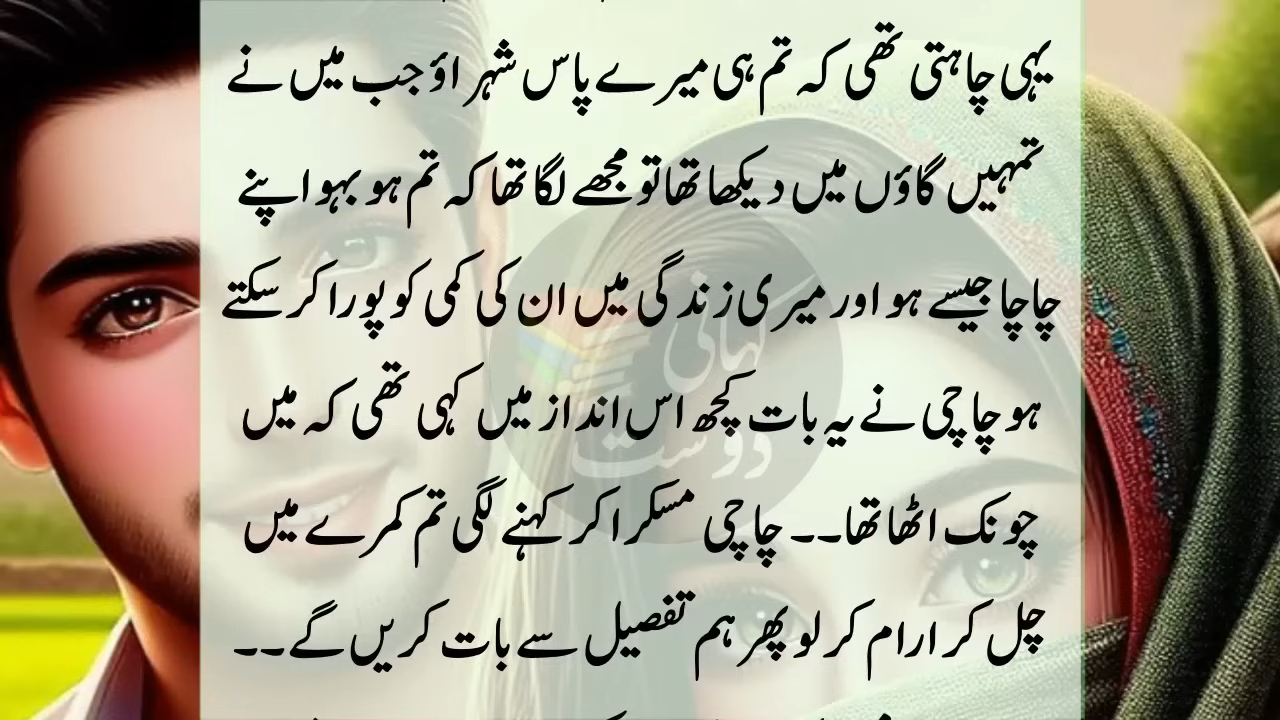 یہی چاہتی تھی کہ تم ہی میرے پاس شہر اؤ جب میں نے
تمہیں گاؤں میں دیکھا تھا تو مجھے لگا تھا کہ تم ہو بہو اپنے
چاچا جیسے ہو اور میری زندگی میں ان کی کمی کو پورا کر سکتے
ہو چاچی نے یہ بات کچھ اس انداز میں کہی تھی کہ میں
چونک اٹھا تھا۔۔ چاچی مسکرا کر کہنے لگی تم کمرے میں
چل کر ارام کر لو پھر ہم تفصیل سے بات کریں گے۔۔
کہانی
دوست